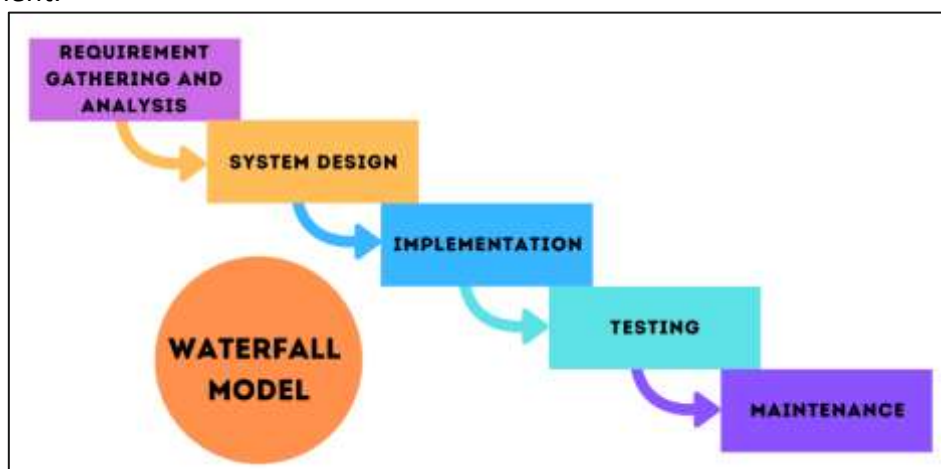 REQUIREMENT
GATHERING AND
ANALYSIS
SYSTEM DESIGN
IMPLEMENTATION
TESTING
WATERFALL
MODEL
MAINTENANCE